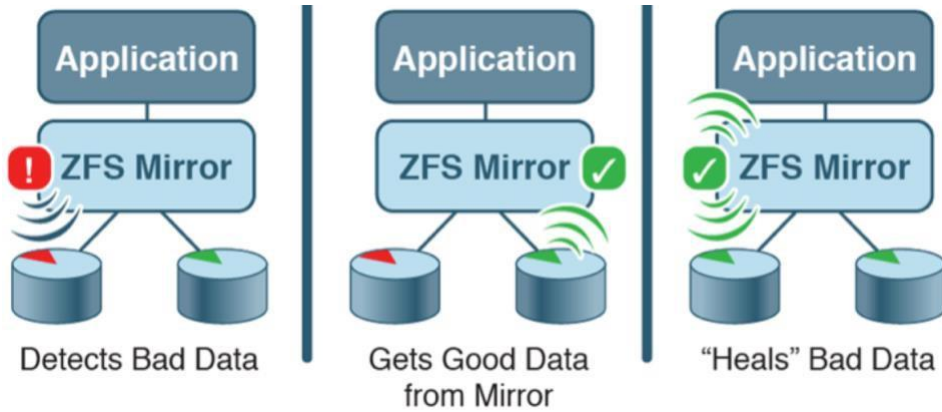 Application
ZFS Mirror
!
Detects Bad Data
Application
ZFS Mirror
✓
Gets Good Data
from Mirror
Application
ZFS Mirror
✓
“Heals” Bad Data